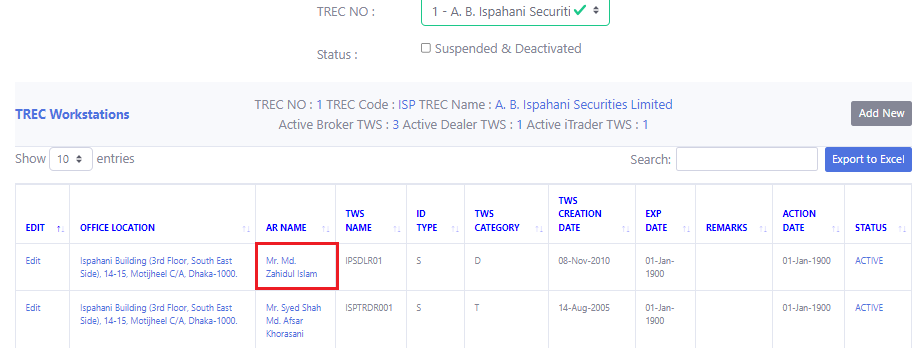 TREC NO :
1 - A. B. Ispahani Securiti
Status :
Suspended & Deactivated
TREC Workstations
TREC NO : 1 TREC Code : ISP TREC Name : A. B. Ispahani Securities Limited
Active Broker TWS : 3 Active Dealer TWS : 1 Active iTrader TWS : 1
Add New
Show 10 entries
Search:
Export to Excel
EDIT
OFFICE LOCATION
AR NAME
TWS
NAME
ID
TYPE
TWS
CATEGORY
TWS
CREATION
DATE
EXP
DATE
REMARKS
ACTION
DATE
STATUS
Edit
Ispahani Building (3rd Floor, South East
Side), 14-15, Motijheel C/A, Dhaka-1000.
Mr. Md.
Zahidul Islam
IPSDLR01
S
D
08-Nov-2010
01-Jan-
1900
01-Jan-1900
ACTIVE
Edit
Ispahani Building (3rd Floor, South East
Side), 14-15, Motijheel C/A, Dhaka-1000.
Mr. Syed Shah
Md. Afsar
Khorasani
ISPTRDR001
S
T
14-Aug-2005
01-Jan-
1900
01-Jan-1900
ACTIVE